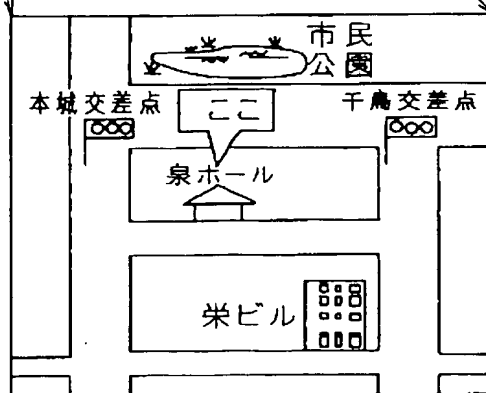 市民
公園
本城交差点
千鳥交差点
ここ
泉ホール
栄ビル